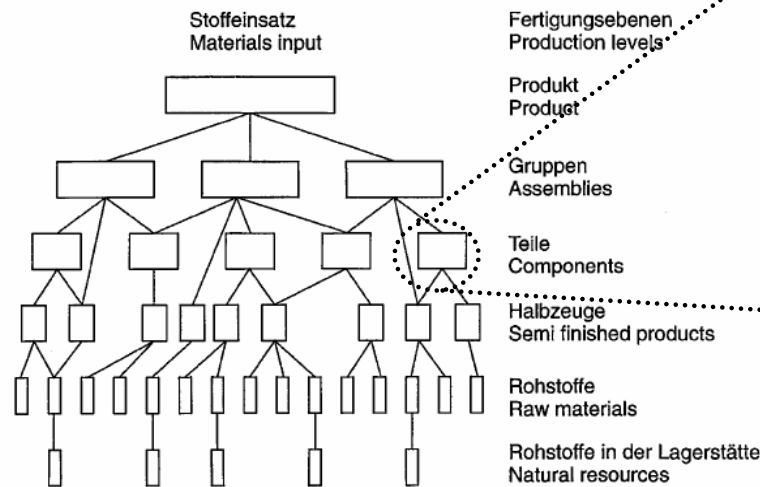 Stoffeinsatz
Materials input
Fertigungsebenen
Production levels
Produkt
Product
Gruppen
Assemblies
Teile
Components
Halbzeuge
Semi finished products
Rohstoffe
Raw materials
Rohstoffe in der Lagerstätte
Natural resources